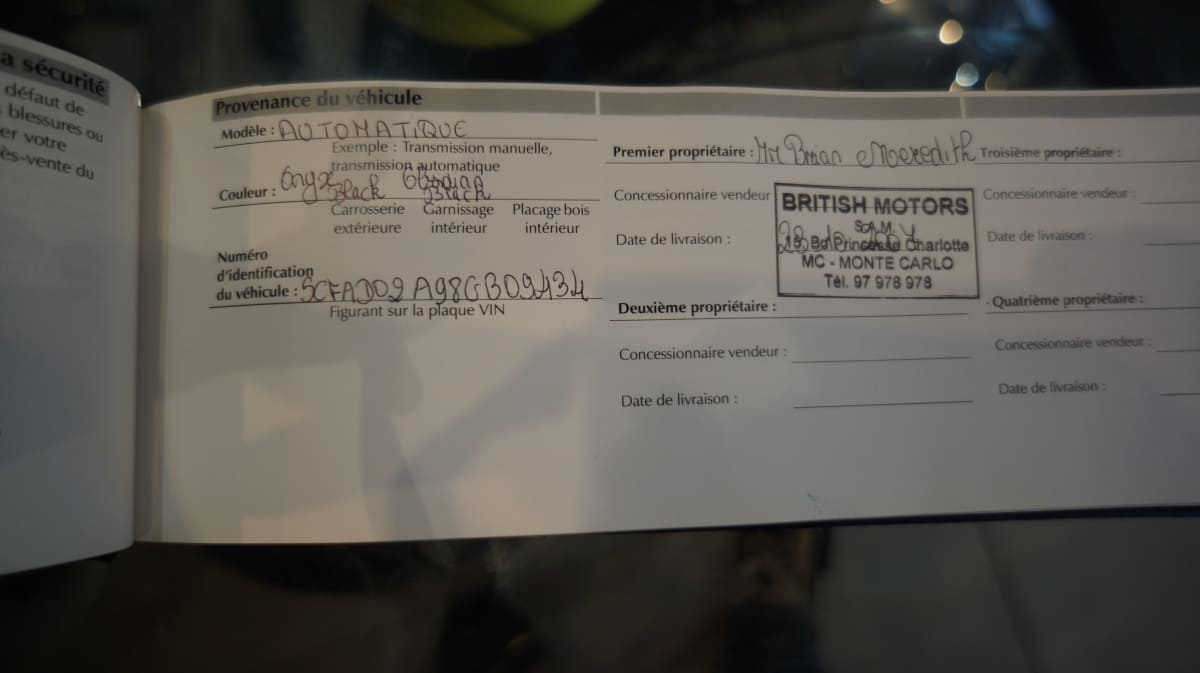 a sécurité
défaut de
blessures ou
er votre
ès-vente du
Provenance du véhicule
Modèle : AUTOMATIQUE
Exemple : Transmission manuelle,
transmission automatique
Couleur : Onyx Black Obsidian Black
Carrosserie extérieure
Garnissage intérieur
Placage bois intérieur
Numéro
d'identification
du véhicule : SCFAD02A98GB09434
Figurant sur la plaque VIN
Premier propriétaire : Mr Brian Meredith
Concessionnaire vendeur
BRITISH MOTORS
S.A.M.
15, Bd Princesse Charlotte
MC - MONTE CARLO
Tél. 97 978 978
Date de livraison :
Deuxième propriétaire :
Concessionnaire vendeur :
Date de livraison :
Troisième propriétaire :
Concessionnaire vendeur :
Date de livraison :
Quatrième propriétaire :
Concessionnaire vendeur :
Date de livraison :